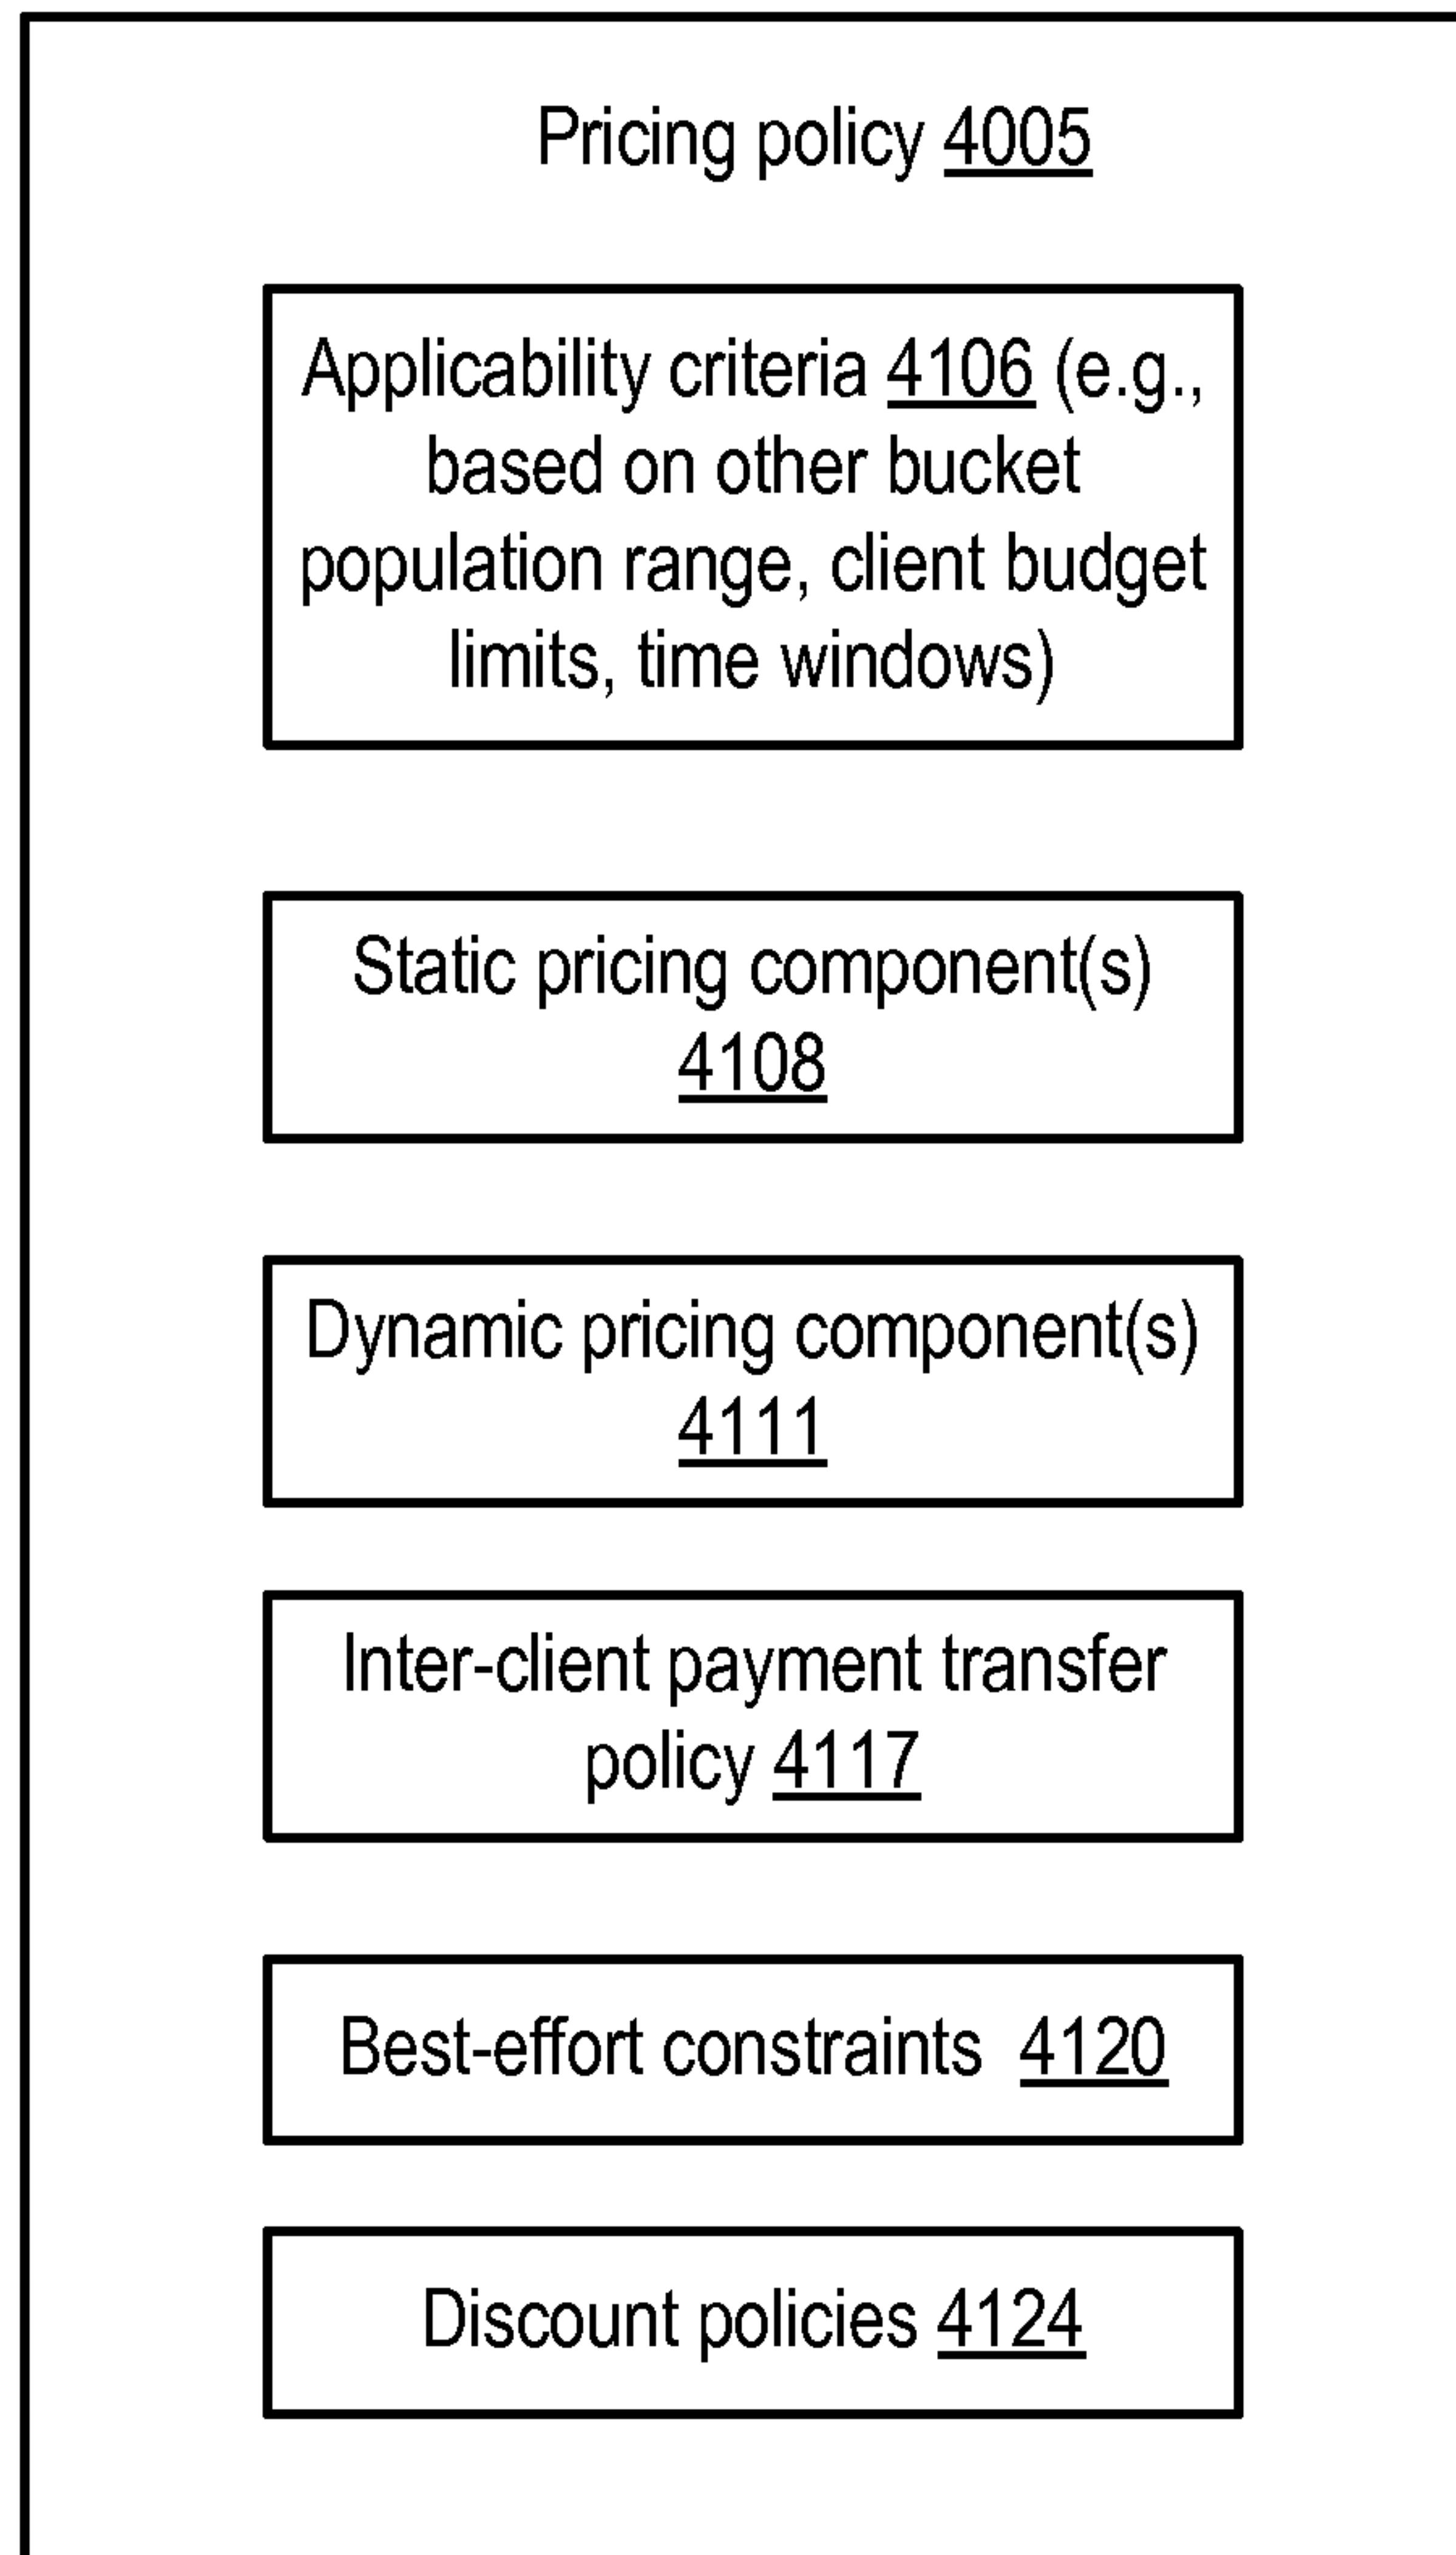 Pricing policy 4005
Applicability criteria 4106 (e.g.,
based on other bucket
population range, client budget
limits, time windows)
Static pricing component(s)
4108
Dynamic pricing component(s)
4111
Inter-client payment transfer
policy 4117
Best-effort constraints 4120
Discount policies 4124